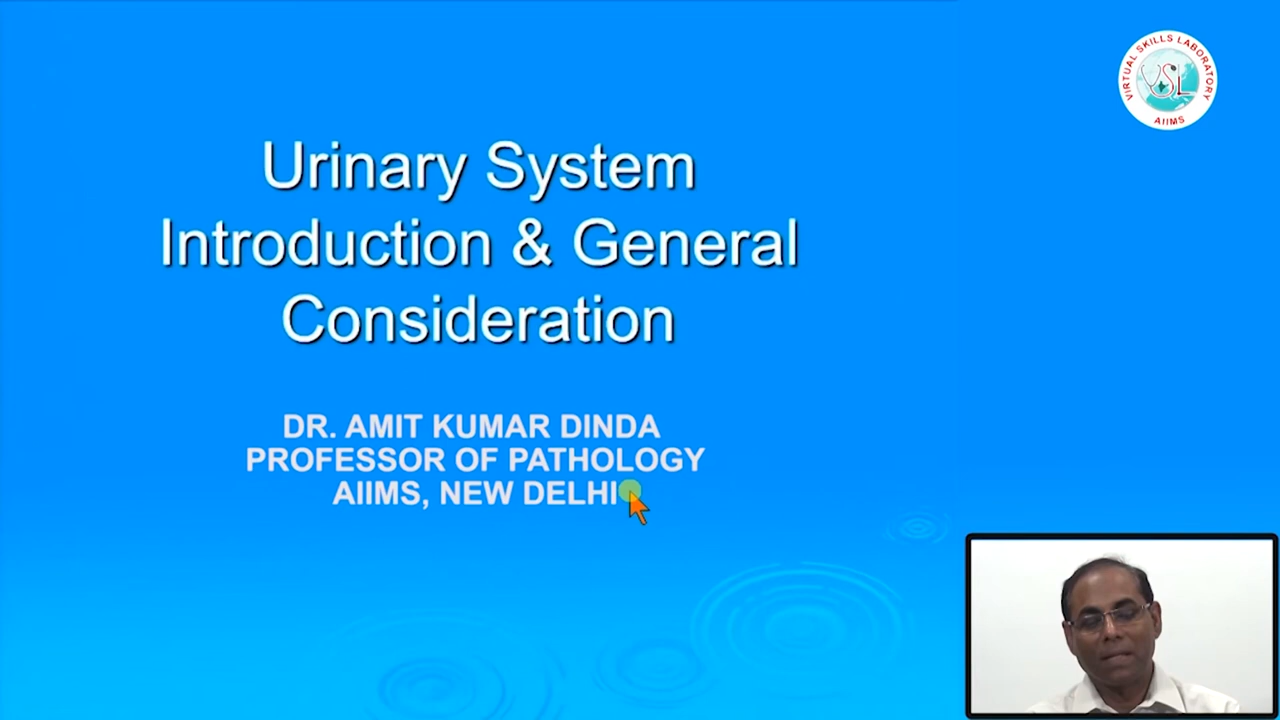 Urinary System
Introduction & General
Consideration
DR. AMIT KUMAR DINDA
PROFESSOR OF PATHOLOGY
AIIMS, NEW DELHI
VIRTUAL SKILLS LABORATORY
VSL
AIIMS